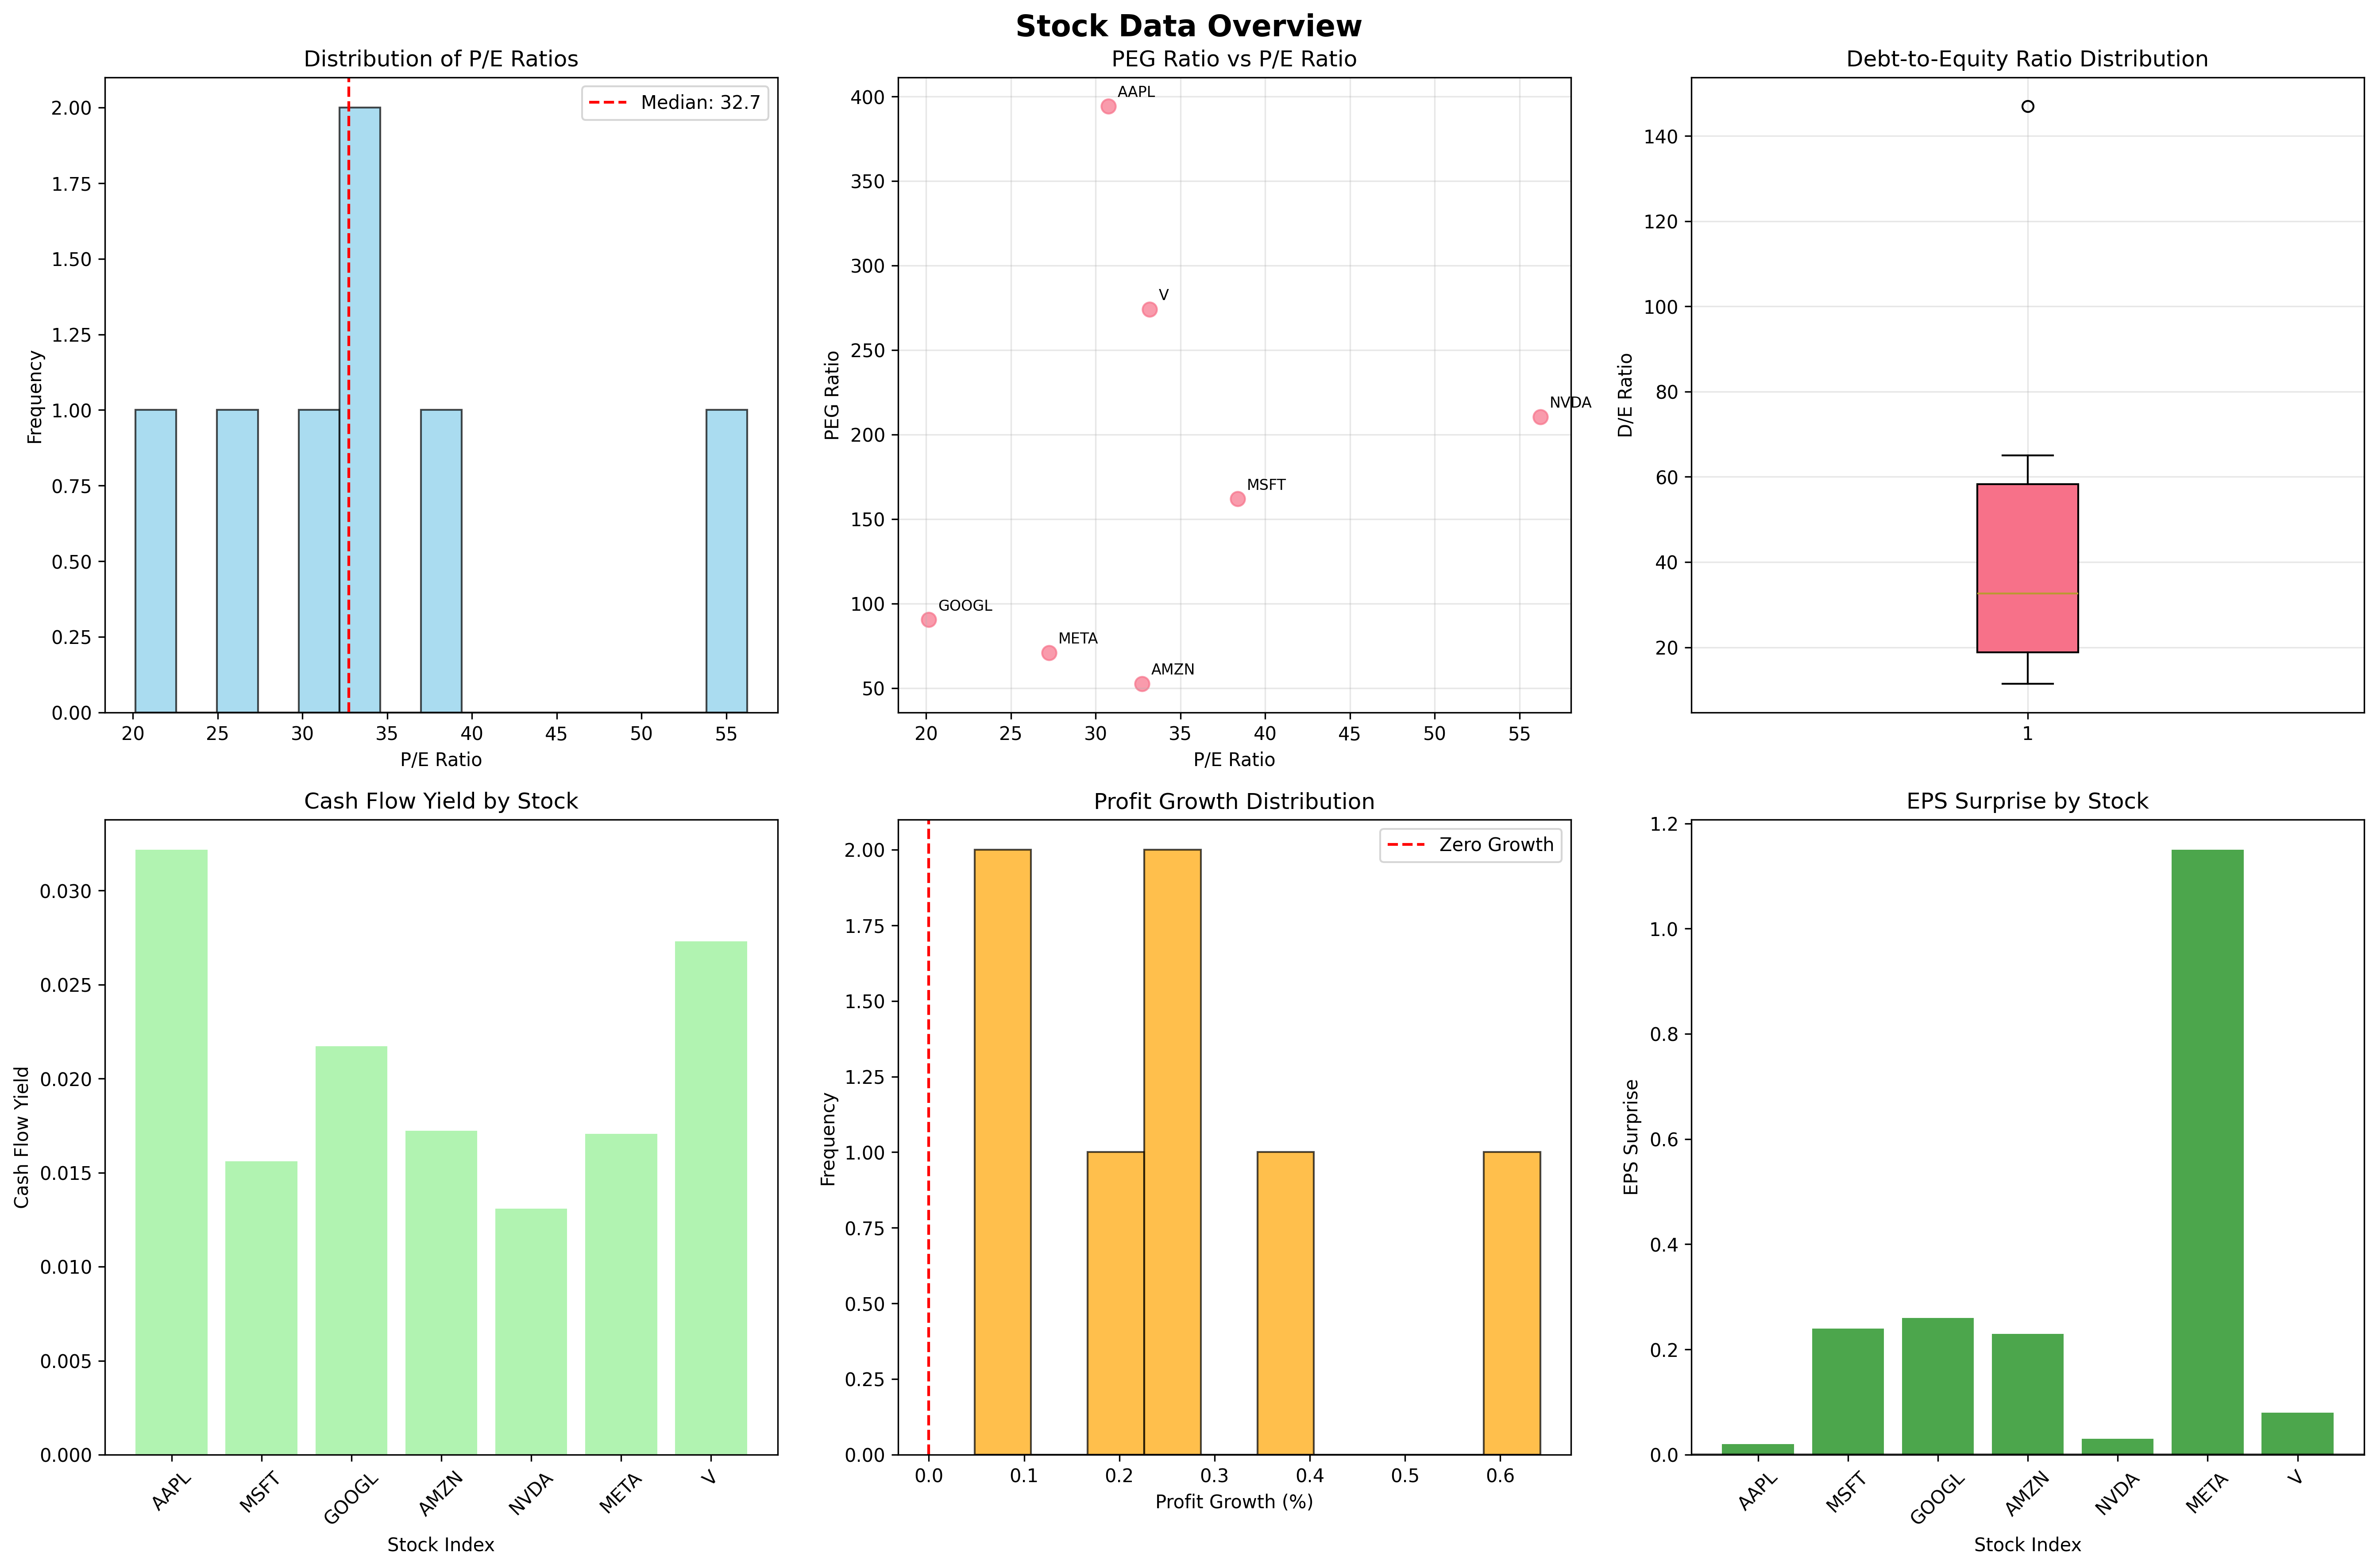 Stock Data Overview
Distribution of P/E Ratios
Frequency
2.00
1.75
1.50
1.25
1.00
0.75
0.50
0.25
0.00
Median: 32.7
20 25 30 35 40 45 50 55
P/E Ratio
PEG Ratio vs P/E Ratio
PEG Ratio
400
350
300
250
200
150
100
50
AAPL
V
NVDA
MSFT
GOOGL
META
AMZN
20 25 30 35 40 45 50 55
P/E Ratio
Debt-to-Equity Ratio Distribution
D/E Ratio
140
120
100
80
60
40
20
1
Cash Flow Yield by Stock
Cash Flow Yield
0.030
0.025
0.020
0.015
0.010
0.005
0.000
AAPL MSFT GOOGL AMZN NVDA META V
Stock Index
Profit Growth Distribution
Frequency
2.00
1.75
1.50
1.25
1.00
0.75
0.50
0.25
0.00
Zero Growth
0.0 0.1 0.2 0.3 0.4 0.5 0.6
Profit Growth (%)
EPS Surprise by Stock
EPS Surprise
1.2
1.0
0.8
0.6
0.4
0.2
0.0
AAPL MSFT GOOGL AMZN NVDA META V
Stock Index